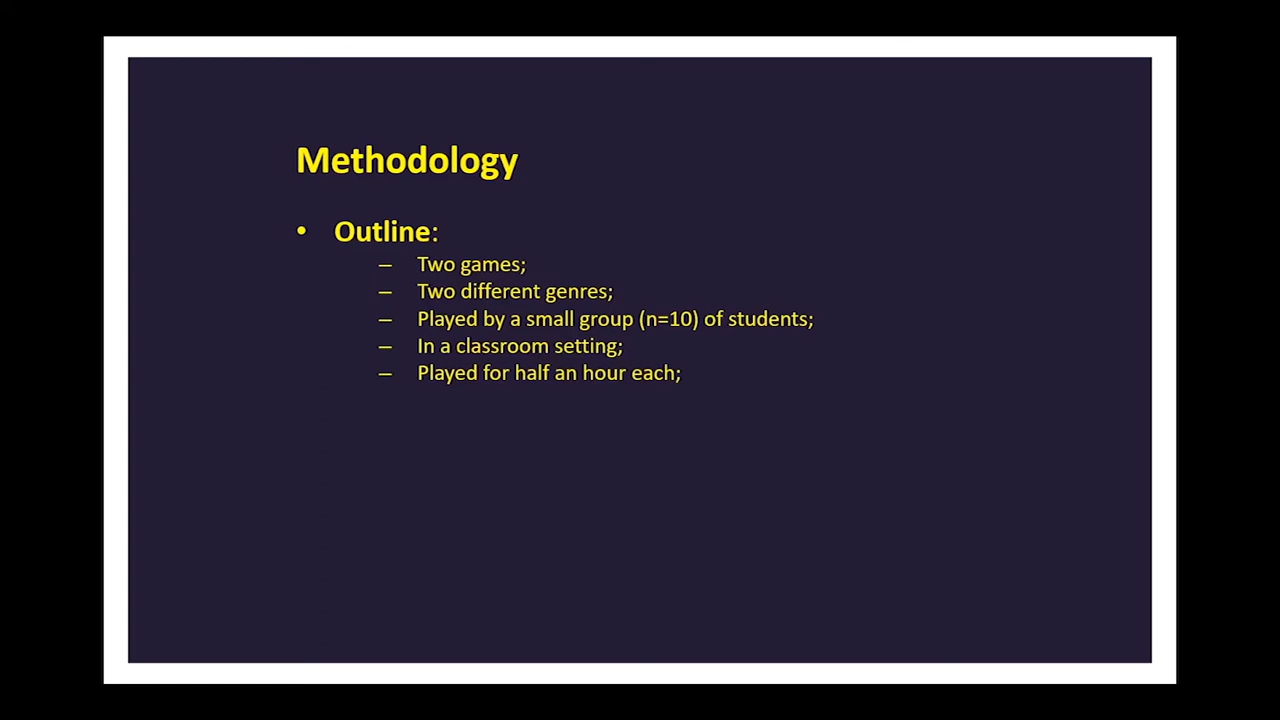 Methodology
• Outline:
– Two games;
– Two different genres;
– Played by a small group (n=10) of students;
– In a classroom setting;
– Played for half an hour each;